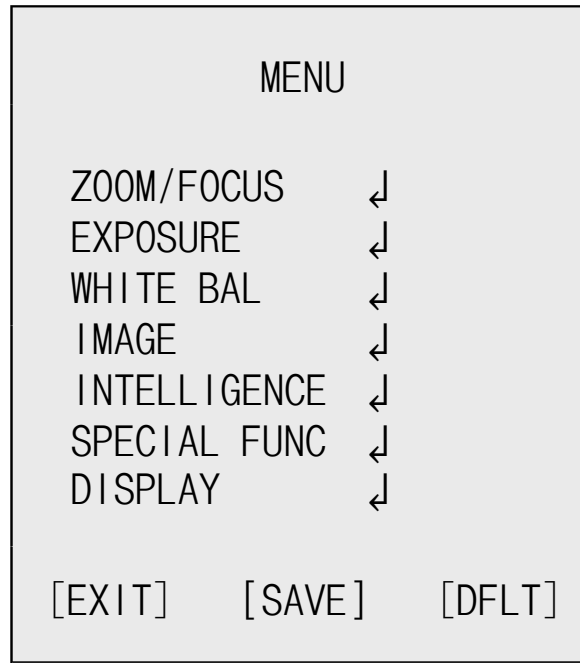 MENU
ZOOM/FOCUS ↲
EXPOSURE ↲
WHITE BAL ↲
IMAGE ↲
INTELLIGENCE ↲
SPECIAL FUNC ↲
DISPLAY ↲
[EXIT] [SAVE] [DFLT]